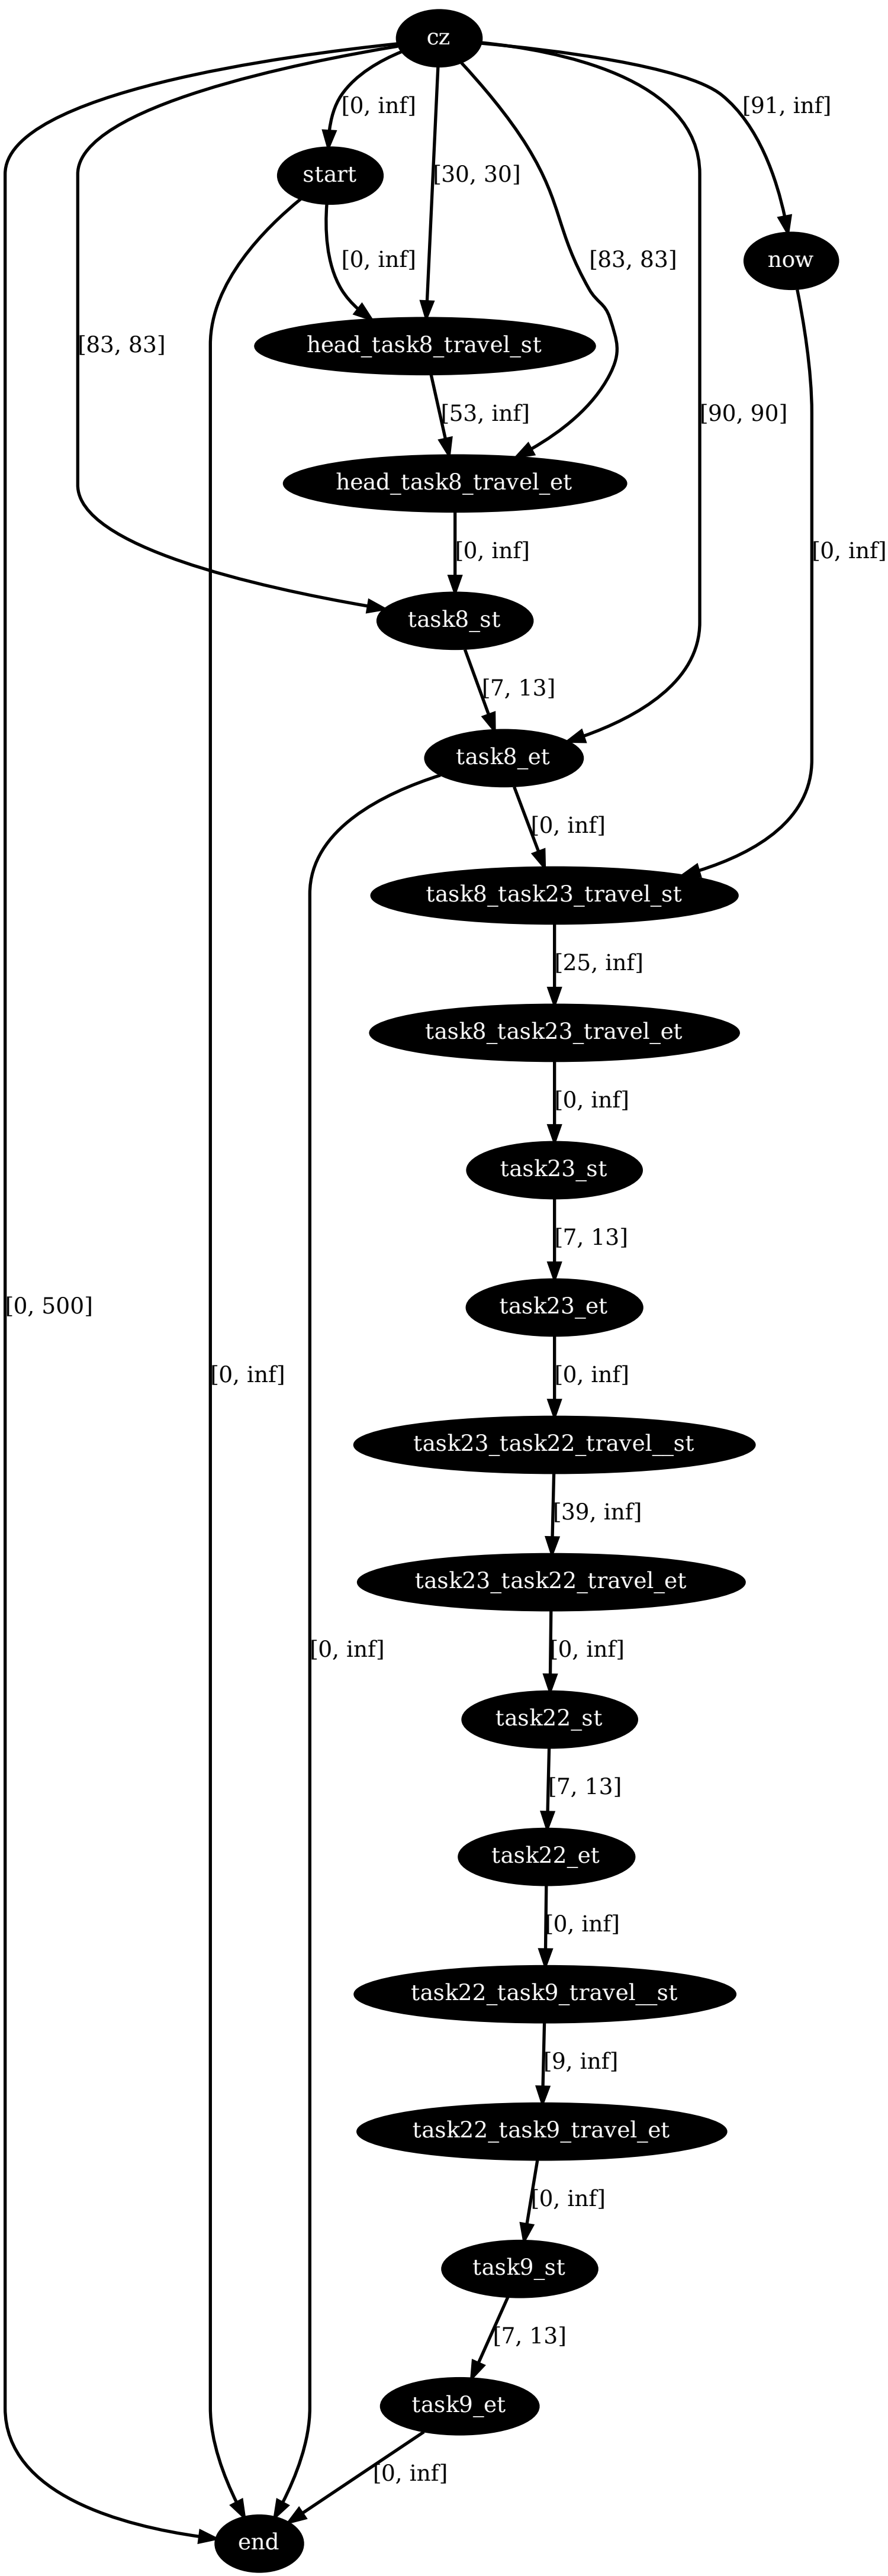 cz
[0, inf]
[91, inf]
start
[30, 30]
now
[0, inf]
[83, 83]
head_task8_travel_st
[83, 83]
[53, inf]
[90, 90]
head_task8_travel_et
[0, inf]
[0, inf]
task8_st
[7, 13]
task8_et
[0, inf]
task8_task23_travel_st
[25, inf]
task8_task23_travel_et
[0, inf]
task23_st
[7, 13]
task23_et
[0, 500]
[0, inf]
[0, inf]
task23_task22_travel__st
[39, inf]
task23_task22_travel_et
[0, inf]
[0, inf]
task22_st
[7, 13]
task22_et
[0, inf]
task22_task9_travel__st
[9, inf]
task22_task9_travel_et
[0, inf]
task9_st
[7, 13]
task9_et
[0, inf]
end